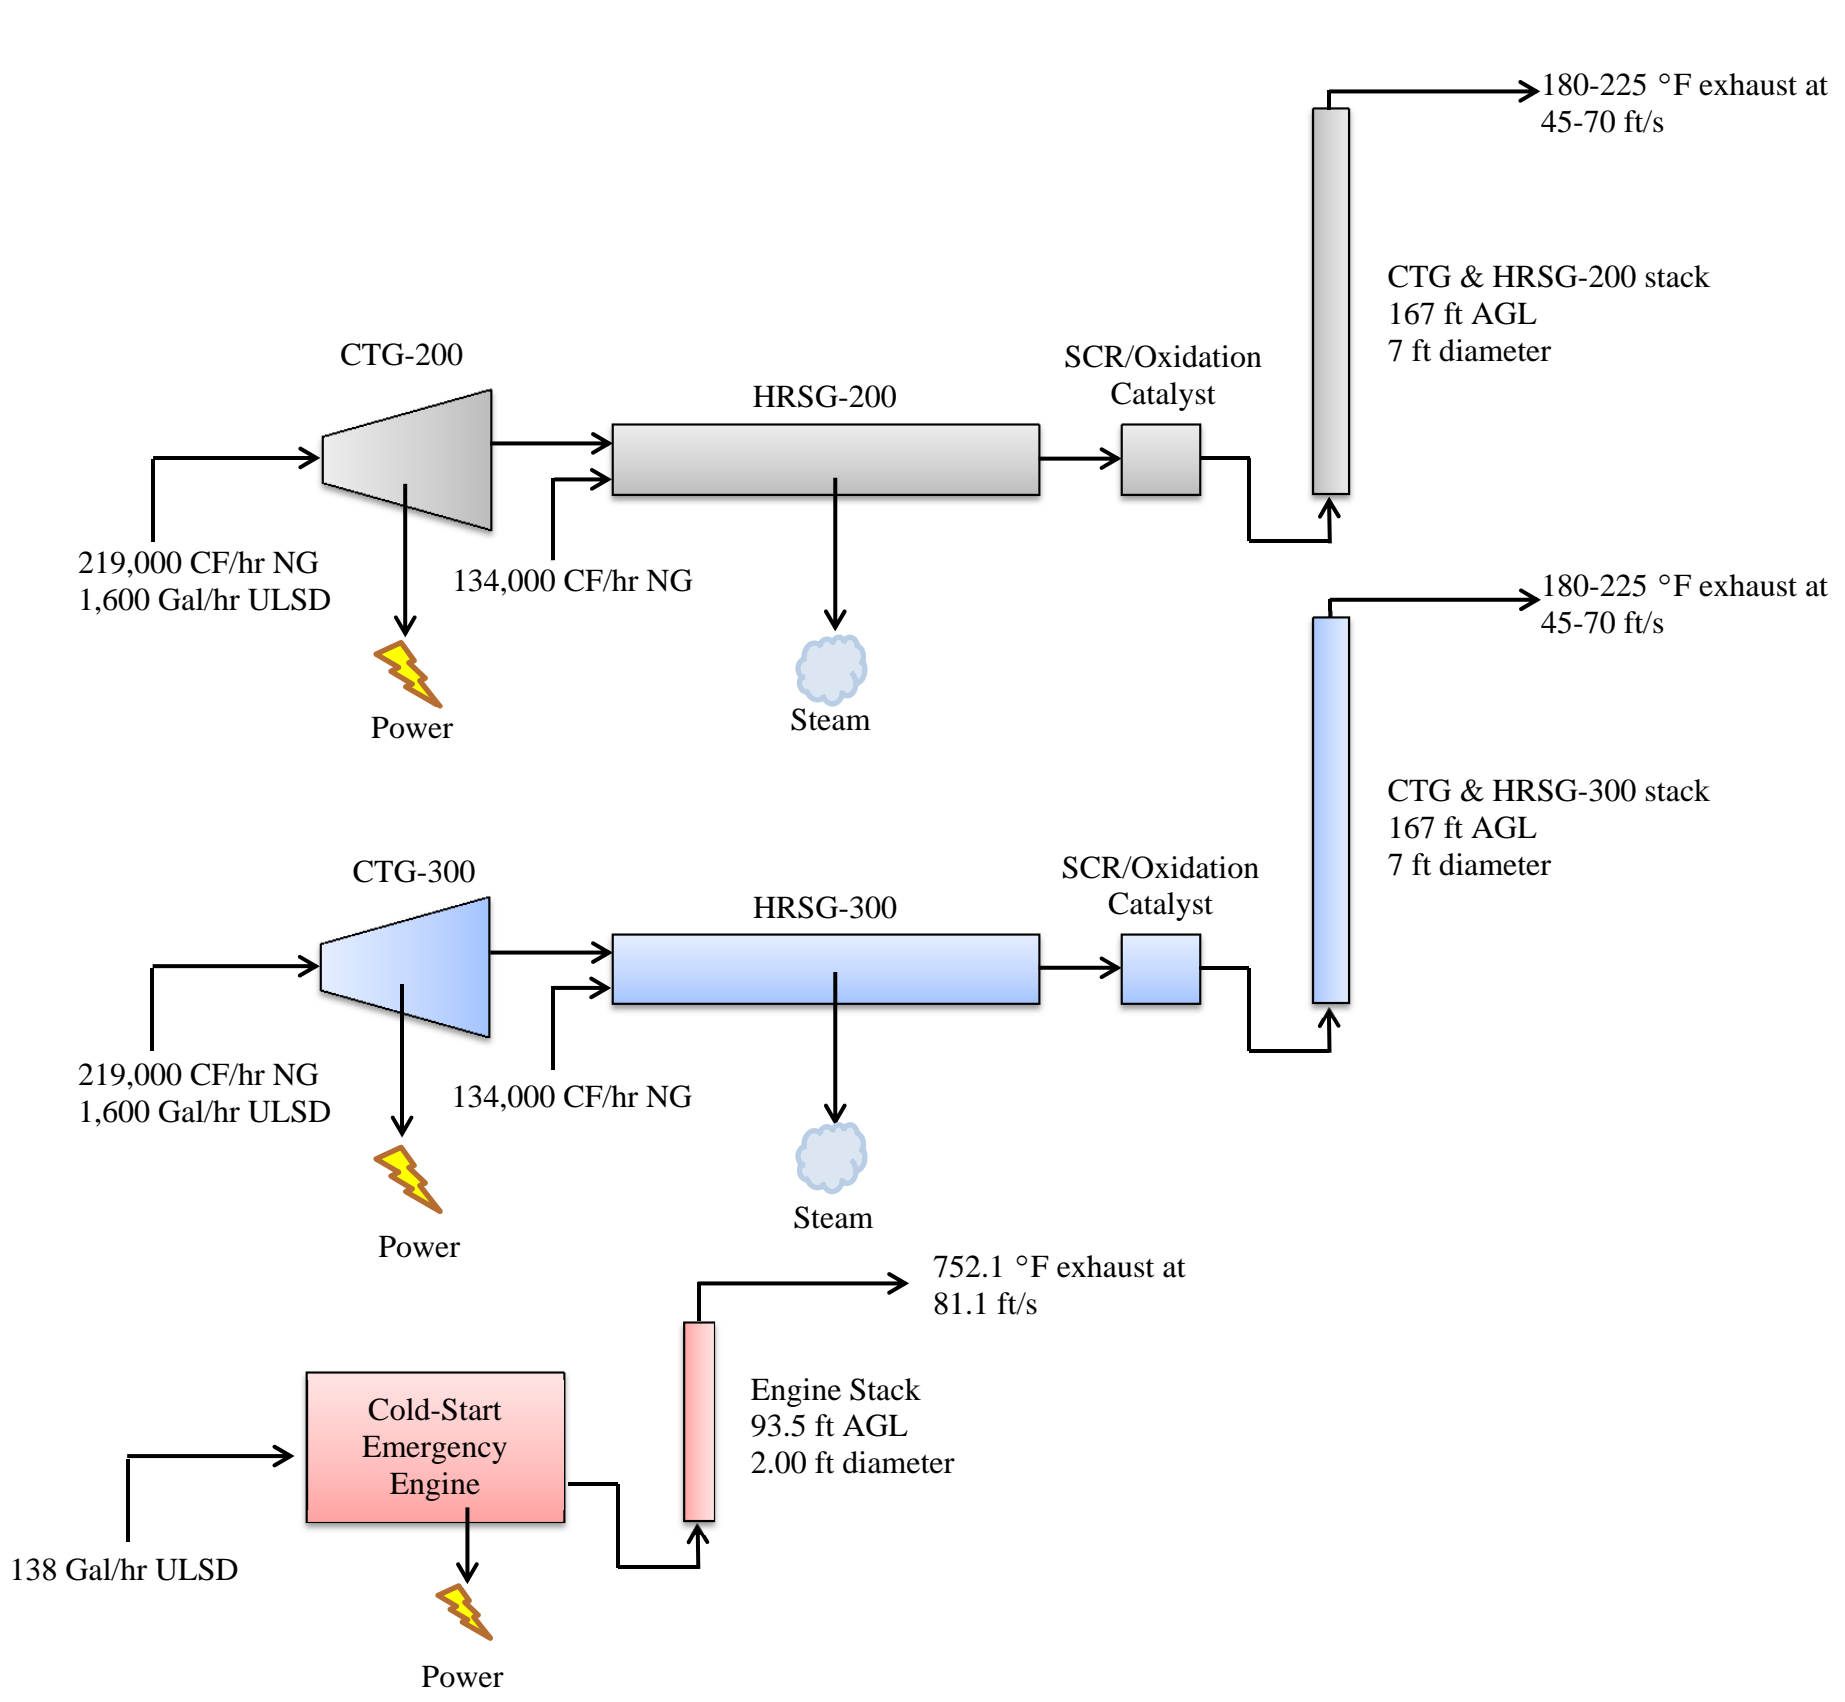 180-225 °F exhaust at
45-70 ft/s
CTG & HRSG-200 stack
167 ft AGL
7 ft diameter
CTG-200
HRSG-200
SCR/Oxidation
Catalyst
219,000 CF/hr NG
1,600 Gal/hr ULSD
134,000 CF/hr NG
Power
Steam
180-225 °F exhaust at
45-70 ft/s
CTG & HRSG-300 stack
167 ft AGL
7 ft diameter
CTG-300
HRSG-300
SCR/Oxidation
Catalyst
219,000 CF/hr NG
1,600 Gal/hr ULSD
134,000 CF/hr NG
Power
Steam
752.1 °F exhaust at
81.1 ft/s
Engine Stack
93.5 ft AGL
2.00 ft diameter
Cold-Start
Emergency
Engine
138 Gal/hr ULSD
Power